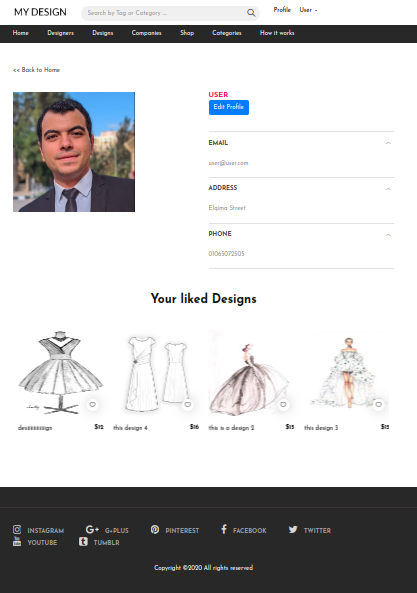 MY DESIGN Search by Tag or Category ... Profile User
Home Designers Designs Companies Shop Categories How it works
<< Back to Home
USER
Edit Profile
EMAIL
user@user.com
ADDRESS
Elqima Street
PHONE
01065072505
Your liked Designs
desiiiiiiiiiign $12 this design 4 $16 this is a design 2 $13 this design 3 $15
INSTAGRAM G+PLUS PINTEREST FACEBOOK TWITTER
YOUTUBE TUMBLR
Copyright ©2020 All rights reserved